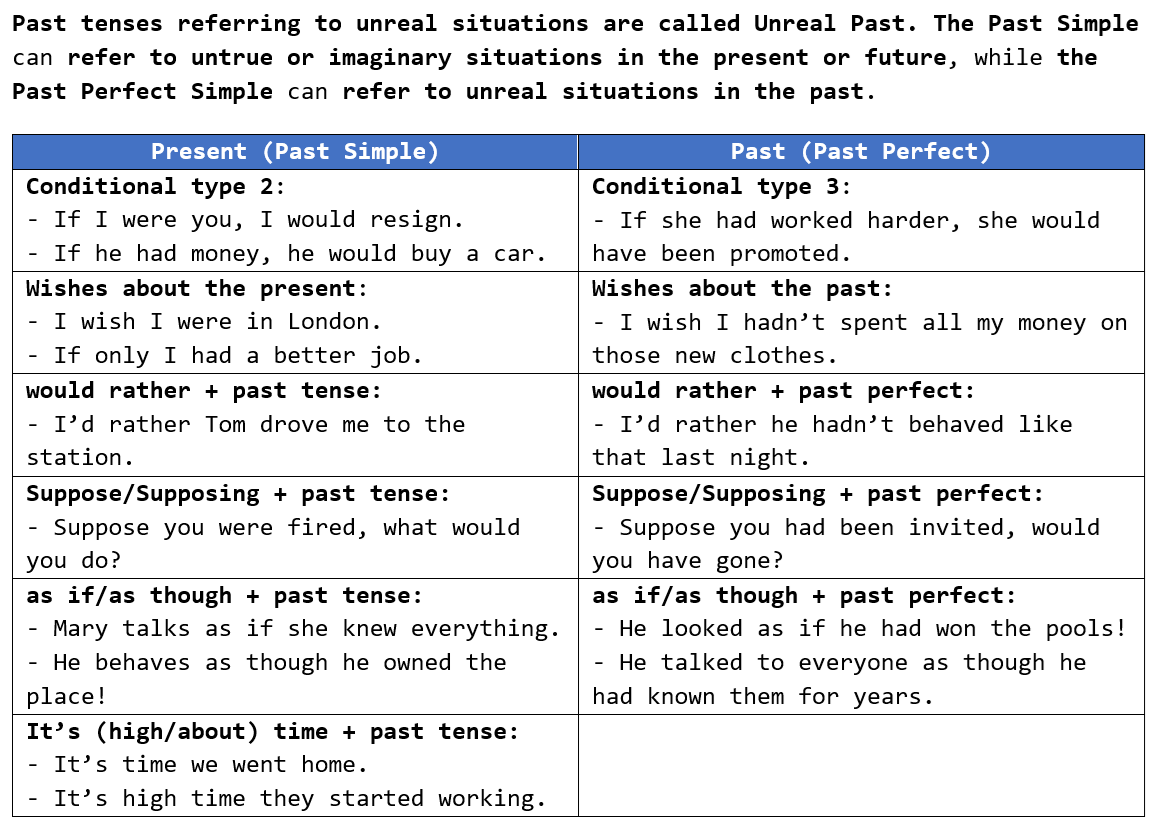 Past tenses referring to unreal situations are called Unreal Past. The Past Simple
can refer to untrue or imaginary situations in the present or future, while the
Past Perfect Simple can refer to unreal situations in the past.
Present (Past Simple)
Past (Past Perfect)
Conditional type 2:
- If I were you, I would resign.
- If he had money, he would buy a car.
Conditional type 3:
- If she had worked harder, she would
have been promoted.
Wishes about the present:
- I wish I were in London.
- If only I had a better job.
Wishes about the past:
- I wish I hadn’t spent all my money on
those new clothes.
would rather + past tense:
- I’d rather Tom drove me to the
station.
would rather + past perfect:
- I’d rather he hadn’t behaved like
that last night.
Suppose/Supposing + past tense:
- Suppose you were fired, what would
you do?
Suppose/Supposing + past perfect:
- Suppose you had been invited, would
you have gone?
as if/as though + past tense:
- Mary talks as if she knew everything.
- He behaves as though he owned the
place!
as if/as though + past perfect:
- He looked as if he had won the pools!
- He talked to everyone as though he
had known them for years.
It’s (high/about) time + past tense:
- It’s time we went home.
- It’s high time they started working.